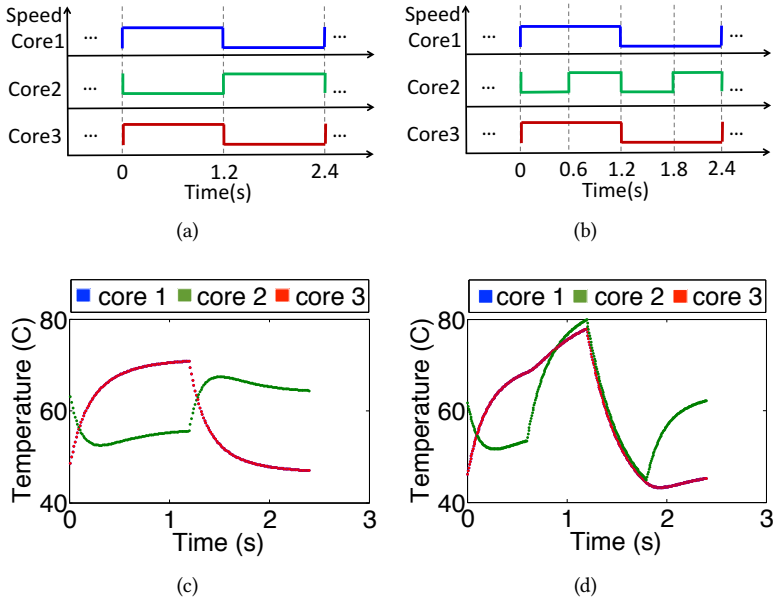 Speed
Core1
...
...
Core2
...
...
Core3
...
...
0
1.2
2.4
Time(s)
(a)
Speed
Core1
...
...
Core2
...
...
Core3
...
...
0
0.6
1.2
1.8
2.4
Time(s)
(b)
core 1 core 2 core 3
Temperature (C)
80
60
40
0 1 2 3
Time (s)
(c)
core 1 core 2 core 3
Temperature (C)
80
60
40
0 1 2 3
Time (s)
(d)